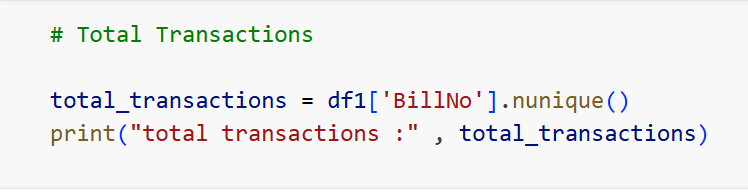 # Total Transactions
total_transactions = df1['BillNo'].nunique()
print("total transactions :" , total_transactions)